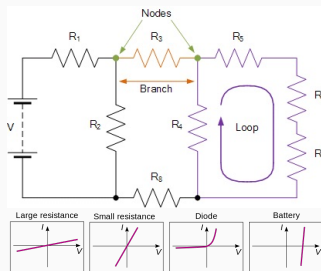 Nodes
R1 R3 R5
V
R2
Branch
R4
Loop
R
R
R8
Large resistance Small resistance Diode Battery
I I I I
V V V V